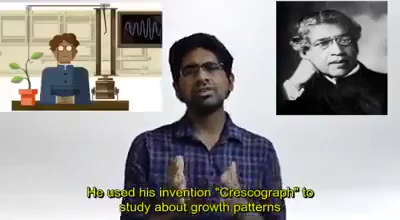 He used his invention "Crescograph" to
study about growth patterns